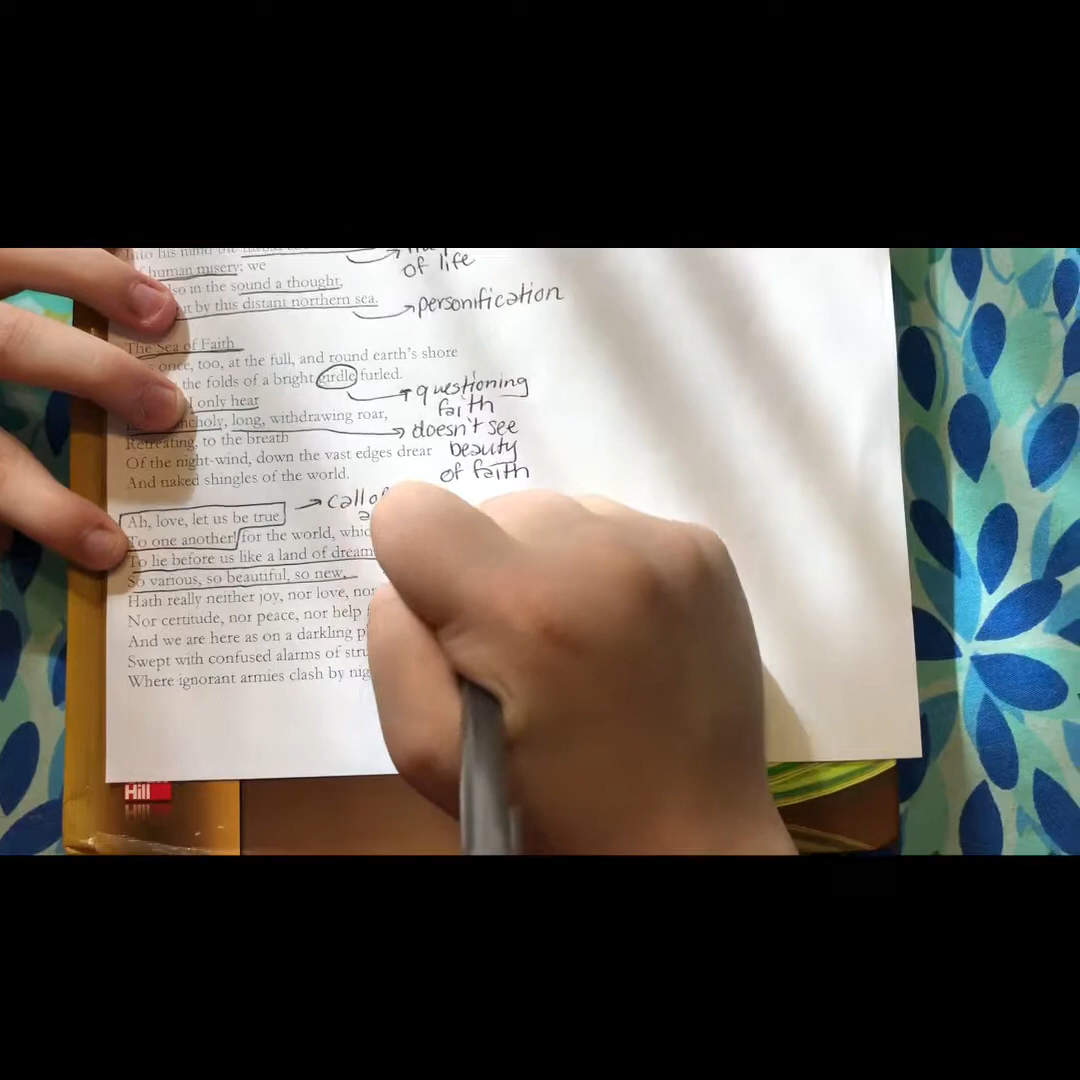 into his mind the
human misery; we
of life
so in the sound a thought,
by this distant northern sea.
personification
The Sea of Faith
once, too, at the full, and round earth's shore
the folds of a bright girdle furled.
questioning
faith
I only hear
long, withdrawing roar,
doesn't see
Retreating, to the breath
beauty
Of the night-wind, down the vast edges drear
of faith
And naked shingles of the world.
call of
Ah, love, let us be true
To one another! for the world,
To lie before us like a land of
So various, so beautiful, so new,
Hath really neither joy, nor love,
Nor certitude, nor peace, nor help
And we are here as on a darkling
Swept with confused alarms of
Where ignorant armies clash by
Hill